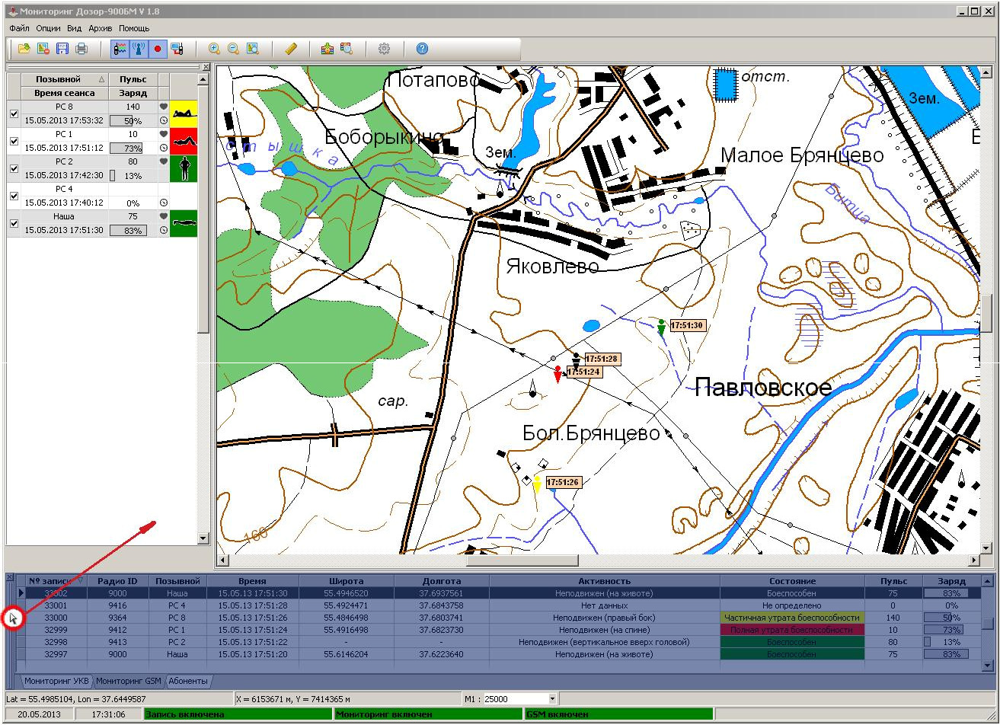 Мониторинг Дозор-900БМ V 1.8
Файл Опции Вид Архив Помощь
Позывной Пульс
Время сеанса Заряд
РС 8 140
15.05.2013 17:53:32 50%
РС 1 10
15.05.2013 17:51:12 73%
РС 2 80
15.05.2013 17:42:30 13%
РС 4
15.05.2013 17:40:12 0%
Наша 75
15.05.2013 17:51:30 83%
Потапово
отст.
Зем.
Боборыкино
стышка
Зем.
Малое Брянцево
Битца
Яковлево
17:51:30
17:51:28
17:51:24
Павловское
сар.
Бол.Брянцево
17:51:26
160
№ записи Радио ID Позывной Время Широта Долгота Активность Состояние Пульс Заряд
33002 9000 Наша 15.05.13 17:51:30 55.4946520 37.6937561 Неподвижен (на животе) Боеспособен 75 83%
33001 9416 РС 4 15.05.13 17:51:28 55.4924471 37.6843758 Нет данных Не определено 0 0%
33000 9364 РС 8 15.05.13 17:51:26 55.4846498 37.6803741 Неподвижен (правый бок) Частичная утрата боеспособности 140 50%
32999 9412 РС 1 15.05.13 17:51:24 55.4916498 37.6823730 Неподвижен (на спине) Полная утрата боеспособности 10 73%
32998 9413 РС 2 15.05.13 17:51:22 - - Неподвижен (вертикальное вверх головой) Боеспособен 80 13%
32997 9000 Наша 15.05.13 17:51:20 55.6146204 37.6223640 Неподвижен (на животе) Боеспособен 75 83%
Мониторинг УКВ Мониторинг GSM Абоненты
Lat = 55.4985104, Lon = 37.6449587 X = 6153671 м, Y = 7414365 м М1 : 25000
20.05.2013 17:31:06 Запись включена Мониторинг включен GSM включен